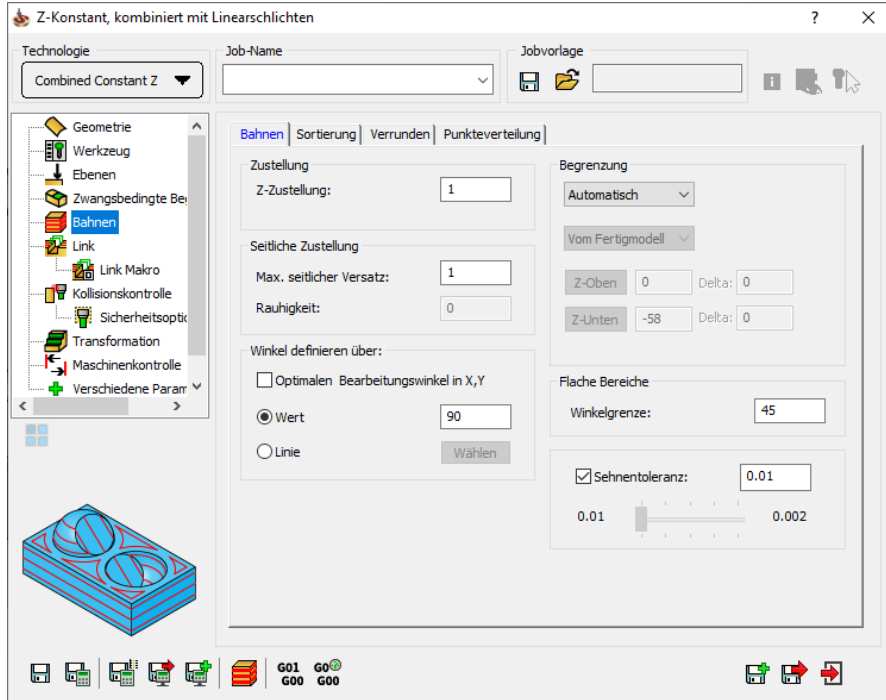 Z-Konstant, kombiniert mit Linearschlichten
?
Technologie
Job-Name
Jobvorlage
Combined Constant Z
Geometrie
Werkzeug
Ebenen
Zwangsbedingte Be
Bahnen
Link
Link Makro
Kollisionskontrolle
Sicherheitsoptio
Transformation
Maschinenkontrolle
Verschiedene Param
Bahnen
Sortierung
Verrunden
Punkteverteilung
Zustellung
Z-Zustellung:
1
Seitliche Zustellung
Max. seitlicher Versatz:
1
Rauhigkeit:
0
Winkel definieren über:
Optimalen Bearbeitungswinkel in X,Y
Wert
90
Linie
Wählen
Begrenzung
Automatisch
Vom Fertigmodell
Z-Oben
0
Delta:
0
Z-Unten
-58
Delta:
0
Flache Bereiche
Winkelgrenze:
45
Sehnentoleranz:
0.01
0.01
0.002
G01
G00
G0
G00